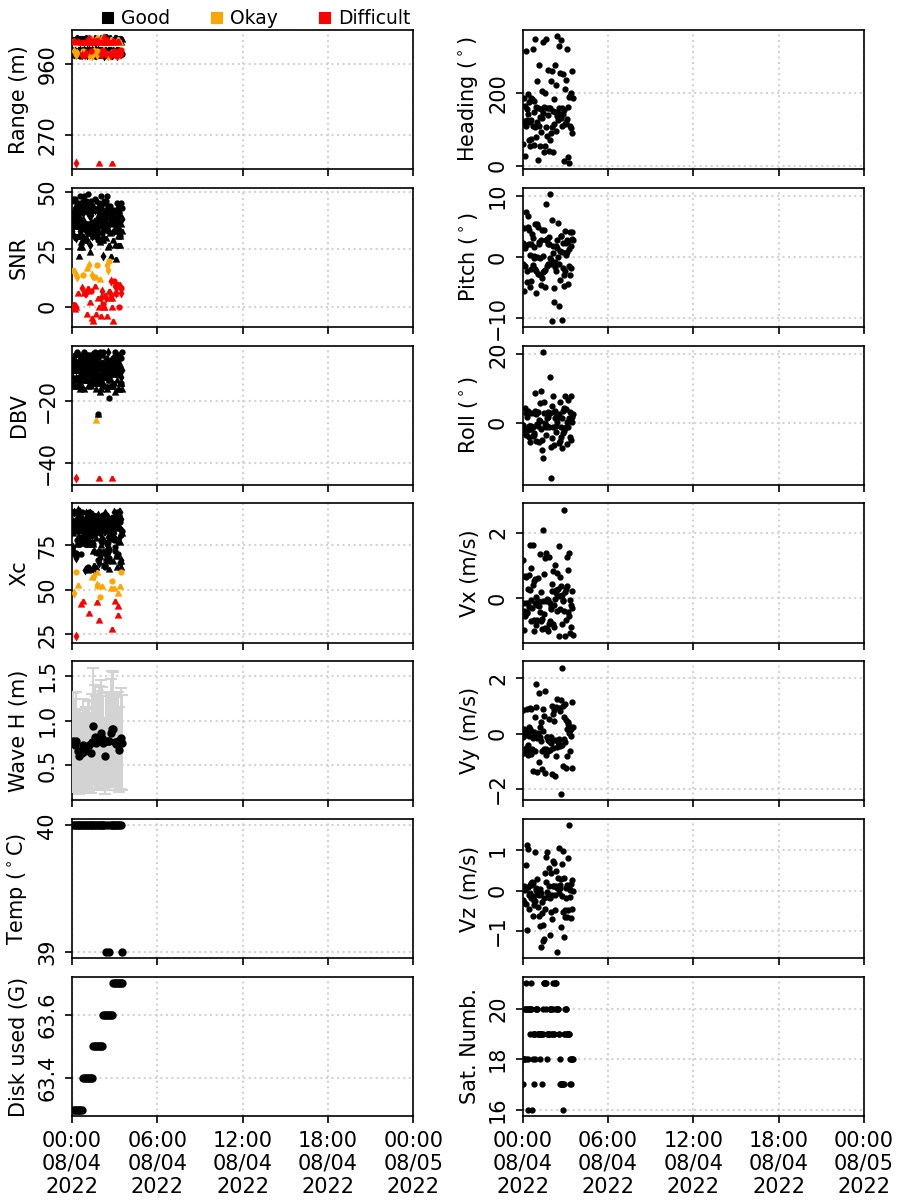 Good Okay Difficult
Range (m)
960
270
Heading (°)
200
0
SNR
50
25
0
Pitch (°)
10
0
−10
DBV
−20
−40
Roll (°)
20
0
Xc
75
50
25
Vx (m/s)
2
0
Wave H (m)
1.5
1.0
0.5
Vy (m/s)
2
0
−2
Temp (°C)
40
39
Vz (m/s)
1
0
−1
Disk used (G)
63.6
63.4
Sat. Numb.
20
18
16
00:00 06:00 12:00 18:00 00:00
08/04 08/04 08/04 08/04 08/05
2022 2022 2022 2022 2022
00:00 06:00 12:00 18:00 00:00
08/04 08/04 08/04 08/04 08/05
2022 2022 2022 2022 2022